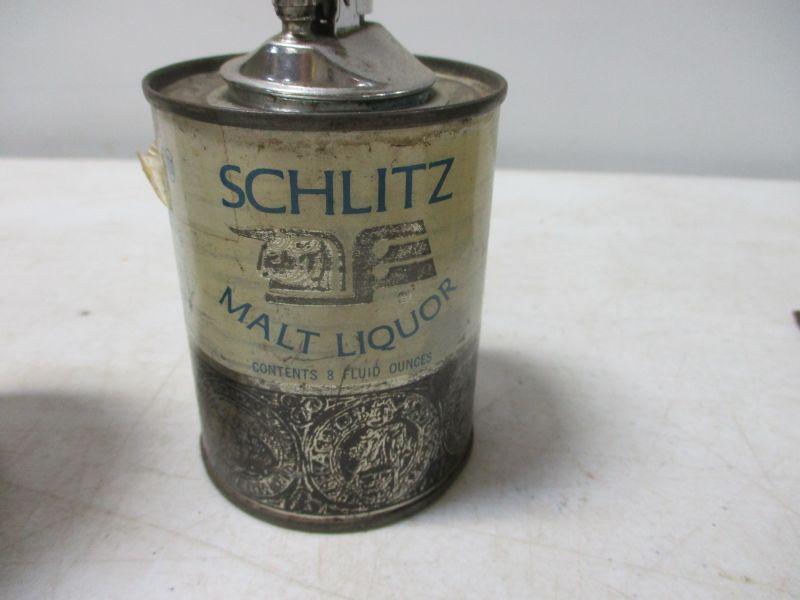 SCHLITZ
MALT LIQUOR
CONTENTS 8 FLUID OUNCES